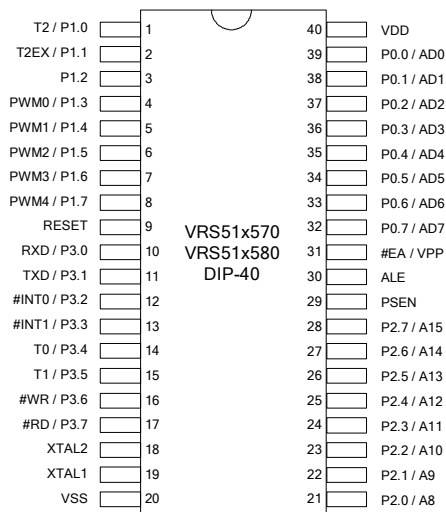 T2 / P1.0 1 40 VDD
T2EX / P1.1 2 39 P0.0 / AD0
P1.2 3 38 P0.1 / AD1
PWM0 / P1.3 4 37 P0.2 / AD2
PWM1 / P1.4 5 36 P0.3 / AD3
PWM2 / P1.5 6 35 P0.4 / AD4
PWM3 / P1.6 7 34 P0.5 / AD5
PWM4 / P1.7 8 33 P0.6 / AD6
RESET 9 32 P0.7 / AD7
RXD / P3.0 10 31 #EA / VPP
TXD / P3.1 11 30 ALE
#INT0 / P3.2 12 29 PSEN
#INT1 / P3.3 13 28 P2.7 / A15
T0 / P3.4 14 27 P2.6 / A14
T1 / P3.5 15 26 P2.5 / A13
#WR / P3.6 16 25 P2.4 / A12
#RD / P3.7 17 24 P2.3 / A11
XTAL2 18 23 P2.2 / A10
XTAL1 19 22 P2.1 / A9
VSS 20 21 P2.0 / A8
VRS51x570
VRS51x580
DIP-40